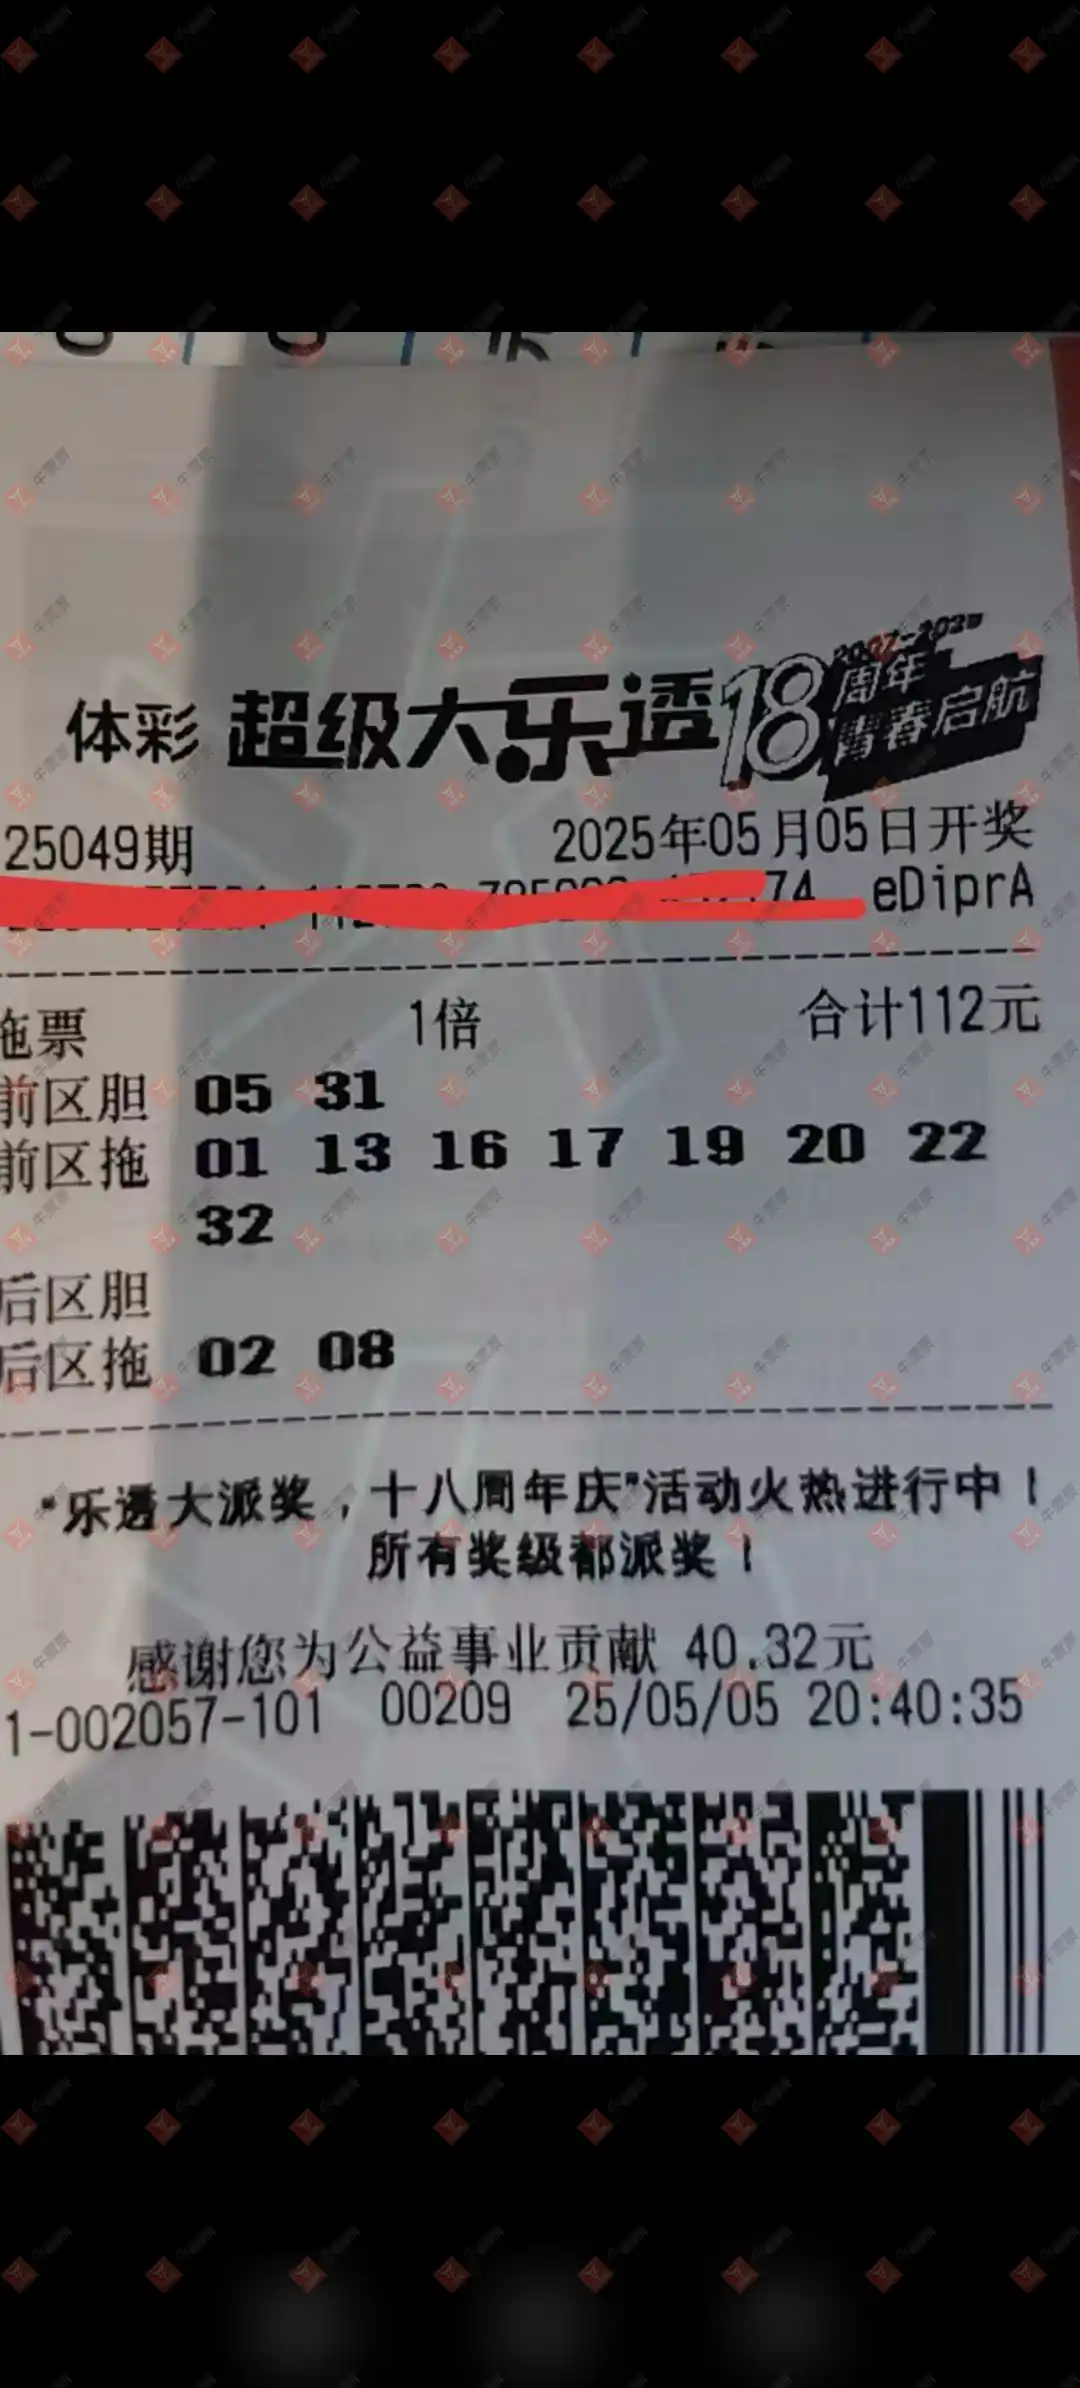 体彩 超级大乐透 18周年 青春启航
25049期 2025年05月05日开奖
74 eDiprA
拖票 1倍 合计112元
前区胆 05 31
前区拖 01 13 16 17 19 20 22
32
后区胆
后区拖 02 08
"乐透大派奖，十八周年庆"活动火热进行中！
所有奖级都派奖！
感谢您为公益事业贡献 40.32元
1-002057-101 00209 25/05/05 20:40:35